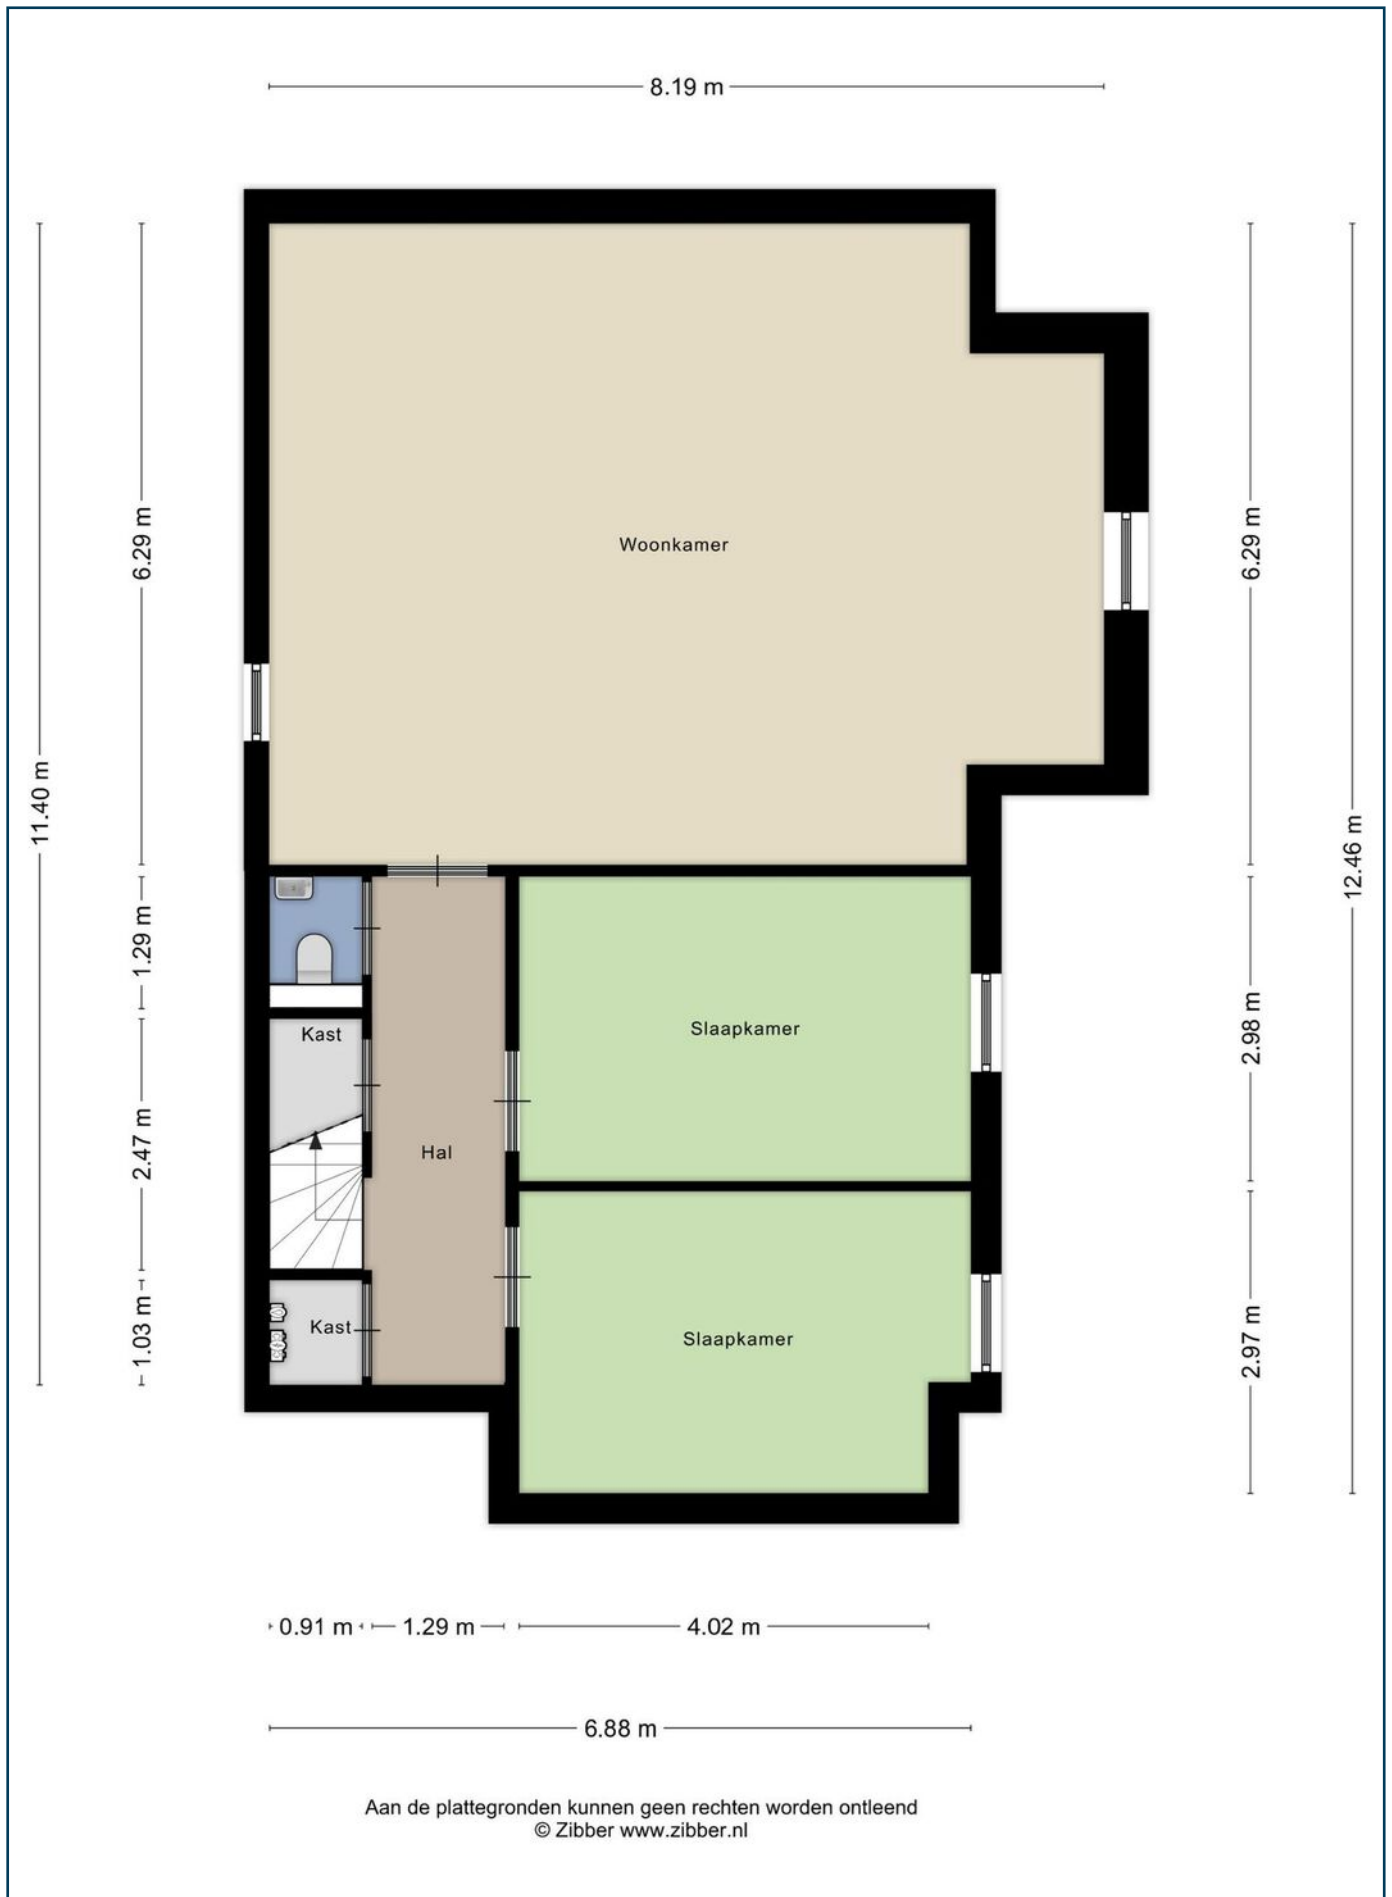 8.19 m
6.29 m
6.29 m
Woonkamer
11.40 m
12.46 m
1.29 m
2.98 m
Slaapkamer
Kast
2.47 m
Hal
1.03 m
Kast
Slaapkamer
2.97 m
0.91 m
1.29 m
4.02 m
6.88 m
Aan de plattegronden kunnen geen rechten worden ontleend
© Zibber www.zibber.nl